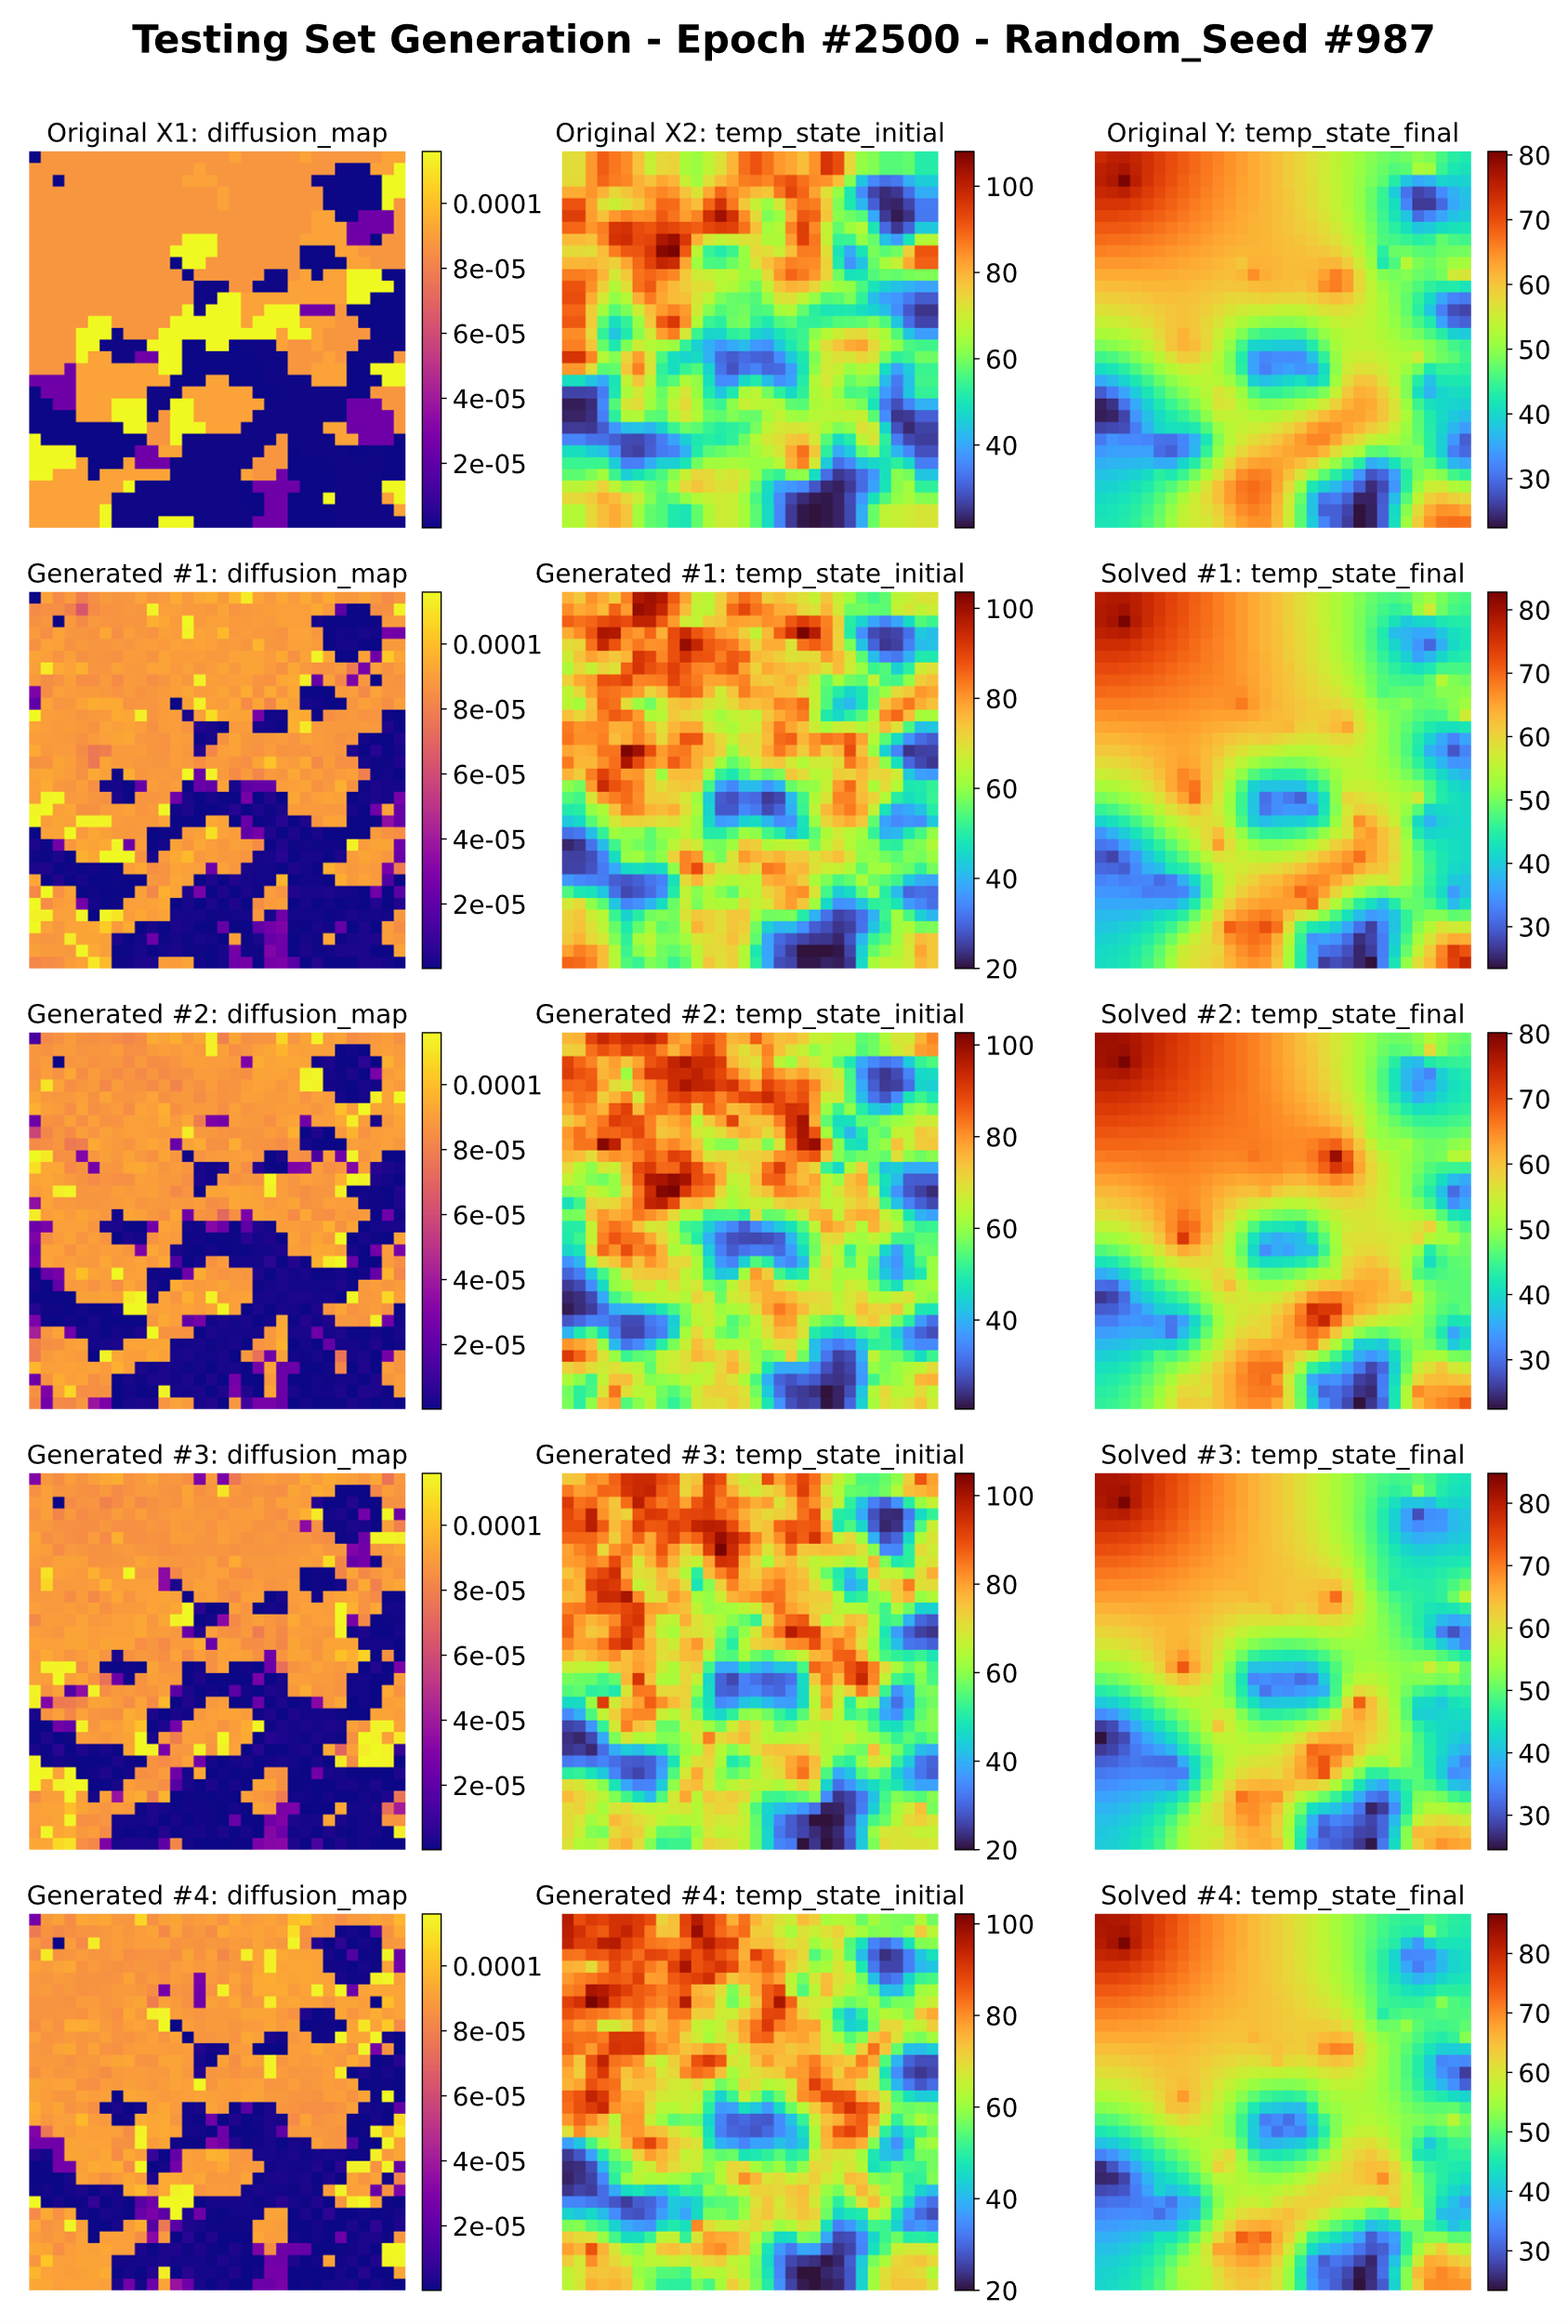 Testing Set Generation - Epoch #2500 - Random_Seed #987
Original X1: diffusion_map
0.0001
8e-05
6e-05
4e-05
2e-05
Original X2: temp_state_initial
100
80
60
40
Original Y: temp_state_final
80
70
60
50
40
30
Generated #1: diffusion_map
0.0001
8e-05
6e-05
4e-05
2e-05
Generated #1: temp_state_initial
100
80
60
40
20
Solved #1: temp_state_final
80
70
60
50
40
30
Generated #2: diffusion_map
0.0001
8e-05
6e-05
4e-05
2e-05
Generated #2: temp_state_initial
100
80
60
40
Solved #2: temp_state_final
80
70
60
50
40
30
Generated #3: diffusion_map
0.0001
8e-05
6e-05
4e-05
2e-05
Generated #3: temp_state_initial
100
80
60
40
20
Solved #3: temp_state_final
80
70
60
50
40
30
Generated #4: diffusion_map
0.0001
8e-05
6e-05
4e-05
2e-05
Generated #4: temp_state_initial
100
80
60
40
20
Solved #4: temp_state_final
80
70
60
50
40
30